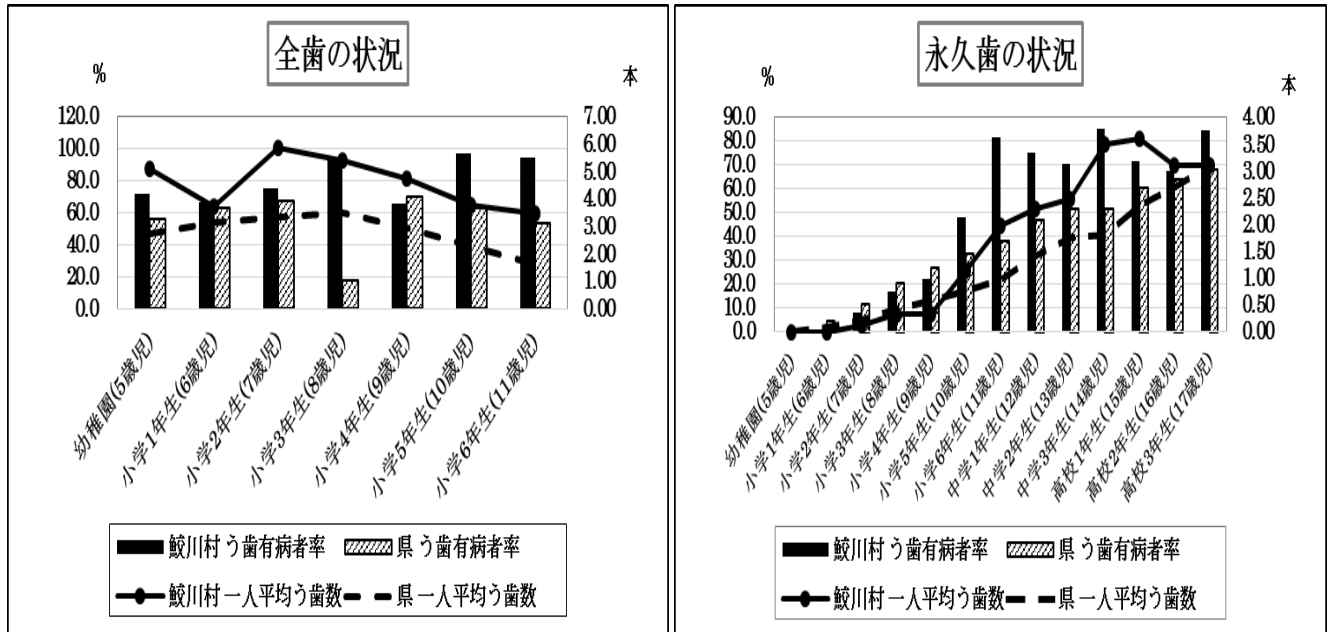 全歯の状況
%
本
120.0
100.0
80.0
60.0
40.0
20.0
0.0
7.00
6.00
5.00
4.00
3.00
2.00
1.00
0.00
幼稚園(5歳児)
小学1年生(6歳児)
小学2年生(7歳児)
小学3年生(8歳児)
小学4年生(9歳児)
小学5年生(10歳児)
小学6年生(11歳児)
鮫川村 う歯有病者率
県 う歯有病者率
鮫川村 一人平均う歯数
県 一人平均う歯数
永久歯の状況
%
本
90.0
80.0
70.0
60.0
50.0
40.0
30.0
20.0
10.0
0.0
4.00
3.50
3.00
2.50
2.00
1.50
1.00
0.50
0.00
幼稚園(5歳児)
小学1年生(6歳児)
小学2年生(7歳児)
小学3年生(8歳児)
小学4年生(9歳児)
小学5年生(10歳児)
小学6年生(11歳児)
中学1年生(12歳児)
中学2年生(13歳児)
中学3年生(14歳児)
高校1年生(15歳児)
高校2年生(16歳児)
高校3年生(17歳児)
鮫川村 う歯有病者率
県 う歯有病者率
鮫川村 一人平均う歯数
県 一人平均う歯数